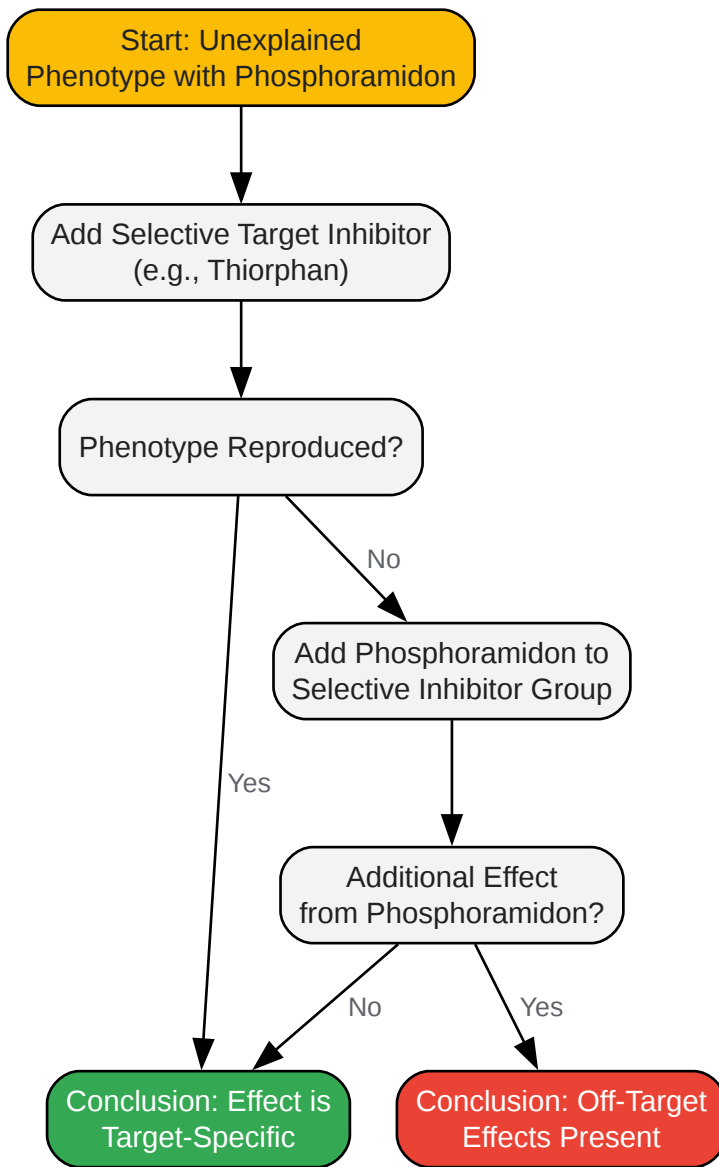 Start: Unexplained
Phenotype with Phosphoramidon
Add Selective Target Inhibitor
(e.g., Thiorphan)
Phenotype Reproduced?
No
Add Phosphoramidon to
Selective Inhibitor Group
Yes
Additional Effect
from Phosphoramidon?
No
Yes
Conclusion: Effect is
Target-Specific
Conclusion: Off-Target
Effects Present